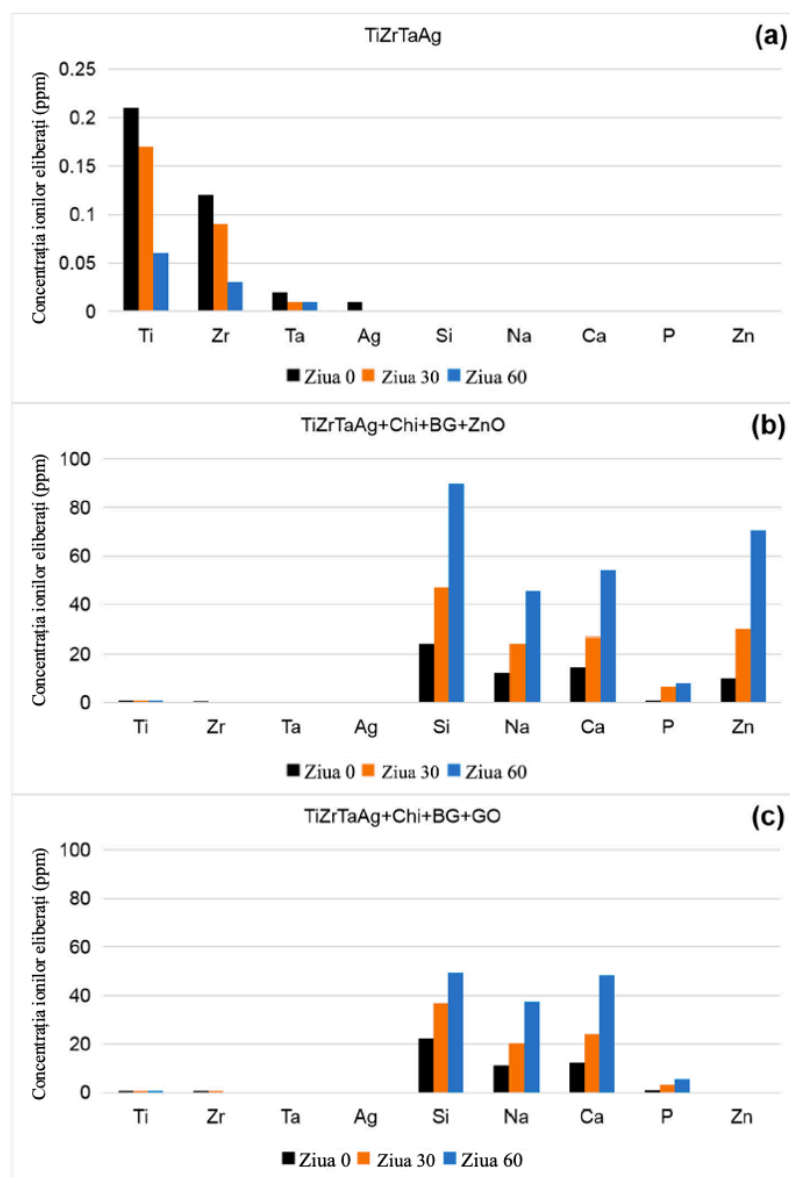 TiZrTaAg
(a)
Concentrația ionilor eliberați (ppm)
0.25
0.2
0.15
0.1
0.05
0
Ti Zr Ta Ag Si Na Ca P Zn
Ziua 0 Ziua 30 Ziua 60
TiZrTaAg+Chi+BG+ZnO
(b)
Concentrația ionilor eliberați (ppm)
100
80
60
40
20
0
Ti Zr Ta Ag Si Na Ca P Zn
Ziua 0 Ziua 30 Ziua 60
TiZrTaAg+Chi+BG+GO
(c)
Concentrația ionilor eliberați (ppm)
100
80
60
40
20
0
Ti Zr Ta Ag Si Na Ca P Zn
Ziua 0 Ziua 30 Ziua 60